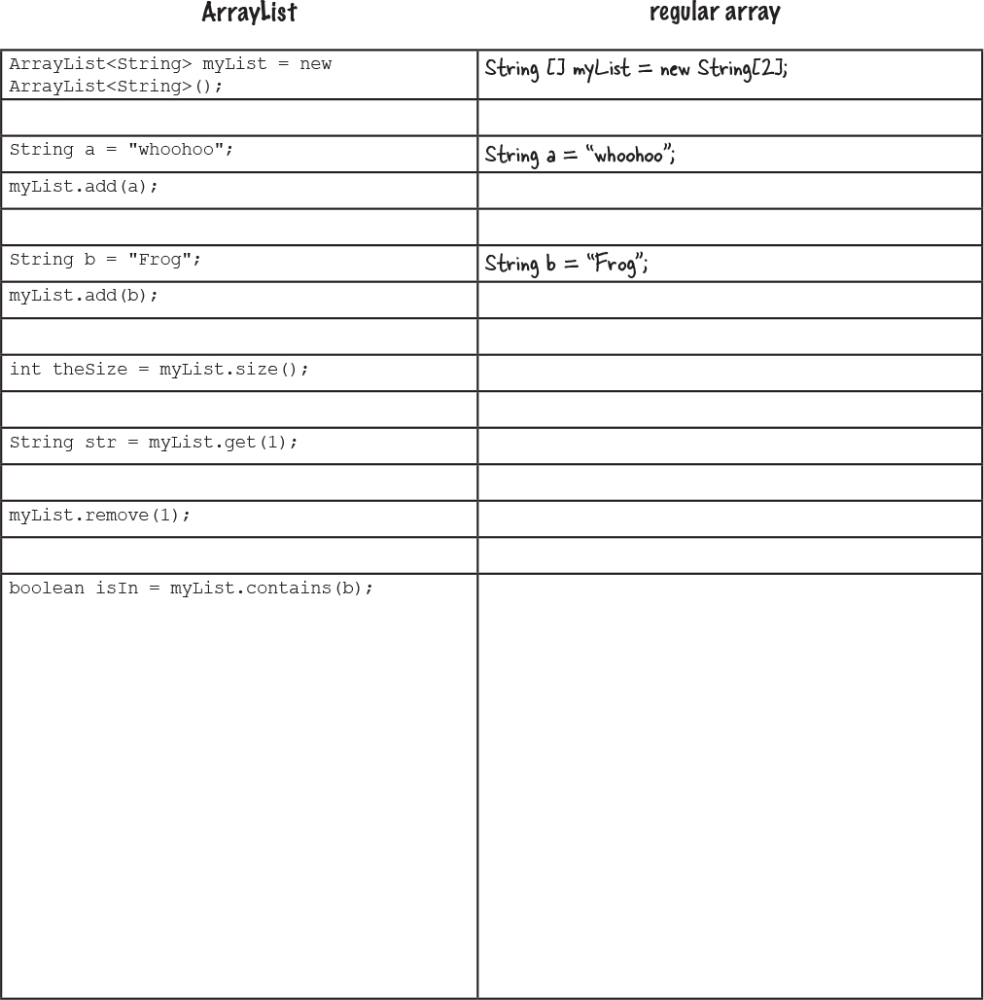 ArrayList regular array
ArrayList<String> myList = new
ArrayList<String>();
String [] myList = new String[2];
String a = "whoohoo";
String a = “whoohoo”;
myList.add(a);
String b = "Frog";
String b = “Frog”;
myList.add(b);
int theSize = myList.size();
String str = myList.get(1);
myList.remove(1);
boolean isIn = myList.contains(b);